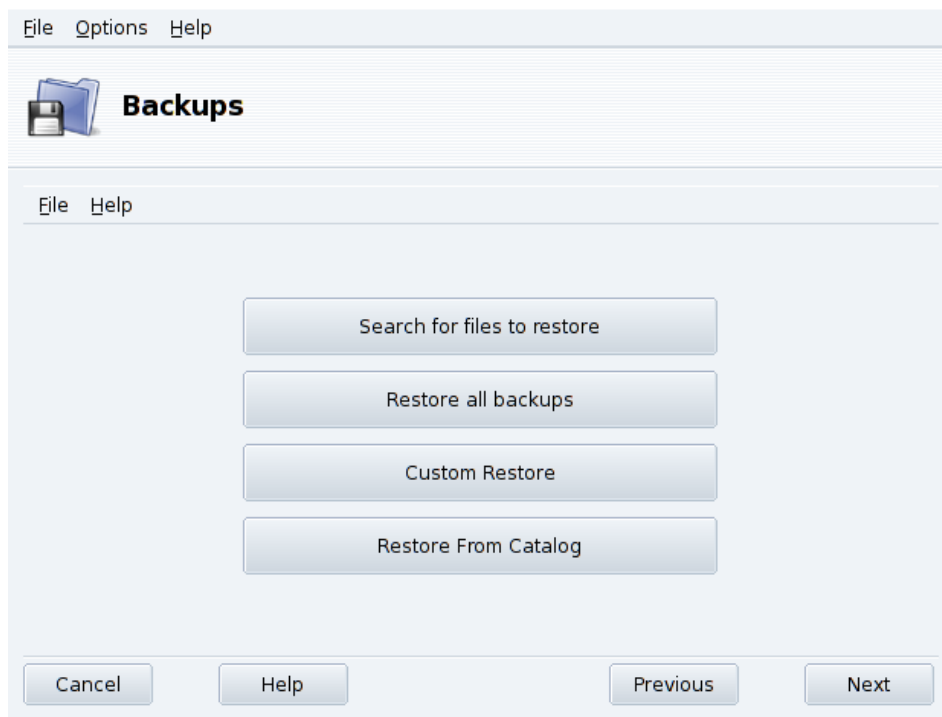 File Options Help
Backups
File Help
Search for files to restore
Restore all backups
Custom Restore
Restore From Catalog
Cancel Help Previous Next